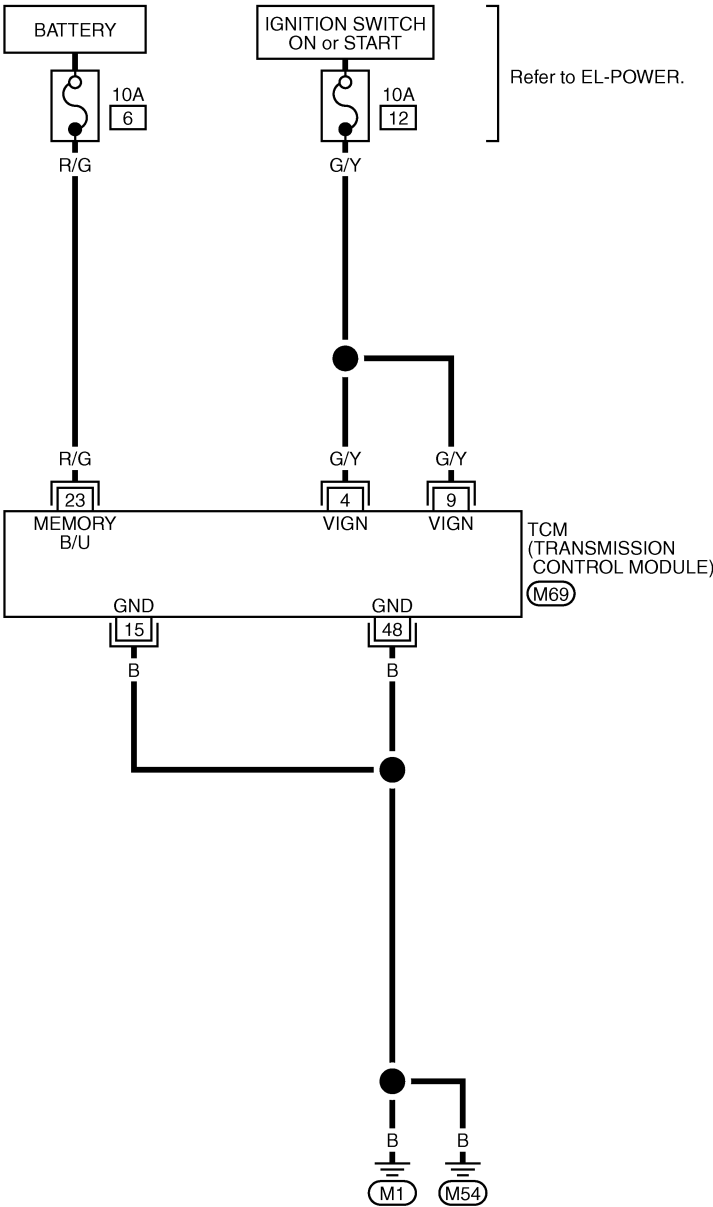 BATTERY
IGNITION SWITCH
ON or START
Refer to EL-POWER.
10A
6
10A
12
R/G
G/Y
R/G
G/Y
G/Y
23
4
9
MEMORY
B/U
VIGN
VIGN
TCM
(TRANSMISSION
CONTROL MODULE)
M69
GND
GND
15
48
B
B
B
B
M1
M54